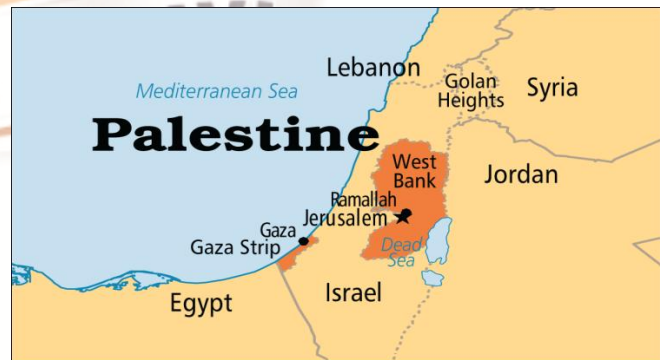 Lebanon
Golan
Heights
Syria
Mediterranean Sea
Palestine
West
Bank
Jordan
Ramallah
Jerusalem
Gaza
Gaza Strip
Dead
Sea
Egypt
Israel